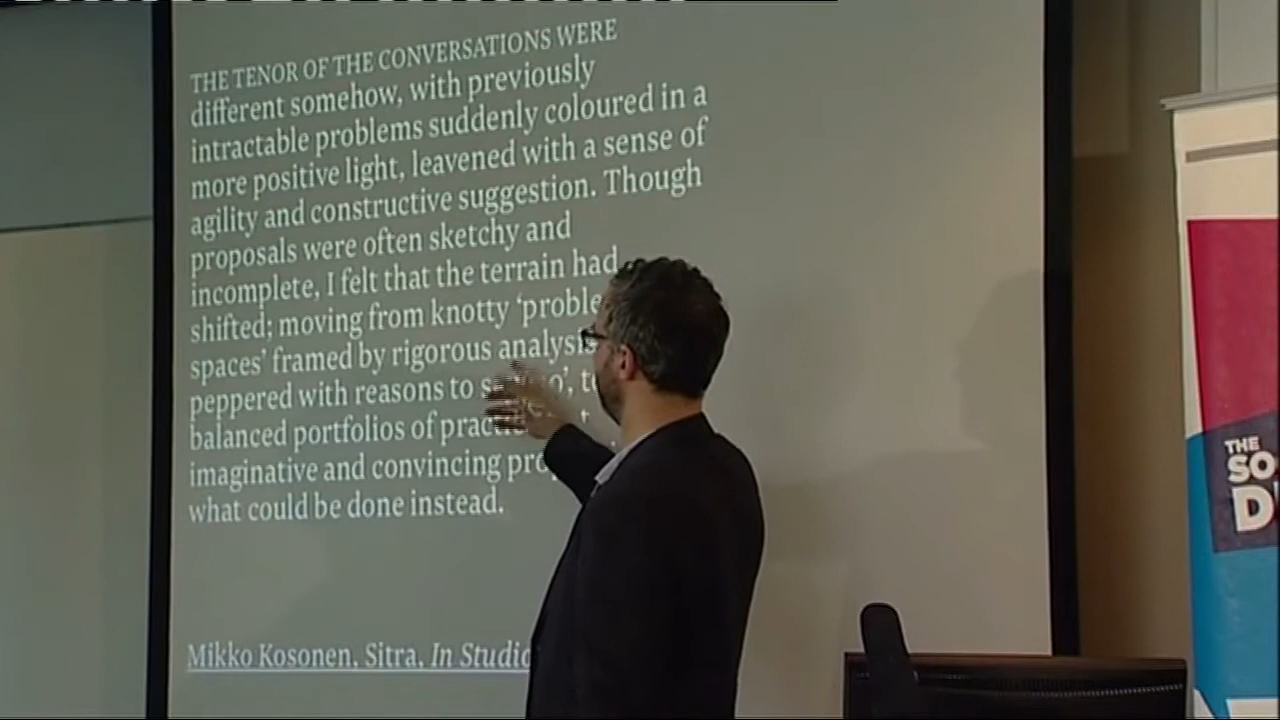 THE TENOR OF THE CONVERSATIONS WERE
different somehow, with previously
intractable problems suddenly coloured in a
more positive light, leavened with a sense of
agility and constructive suggestion. Though
proposals were often sketchy and
incomplete, I felt that the terrain had
shifted; moving from knotty ‘proble
spaces’ framed by rigorous analysis
peppered with reasons to
balanced portfolios of
imaginative and convincing
what could be done instead.
Mikko Kosonen, Sitra, In Studio
THE
SO
D